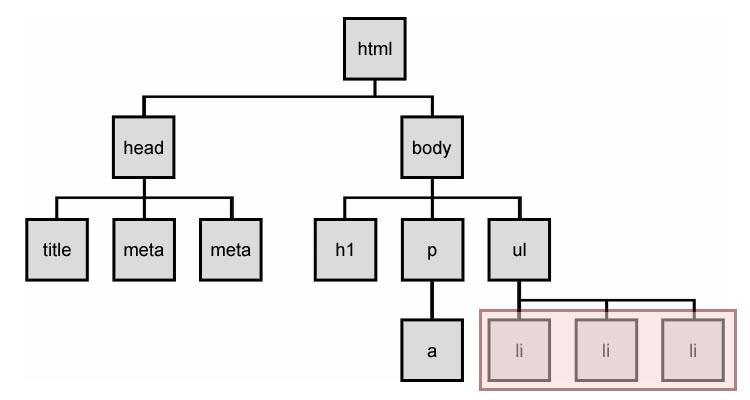 html
head body
title meta meta h1 p ul
a li li li